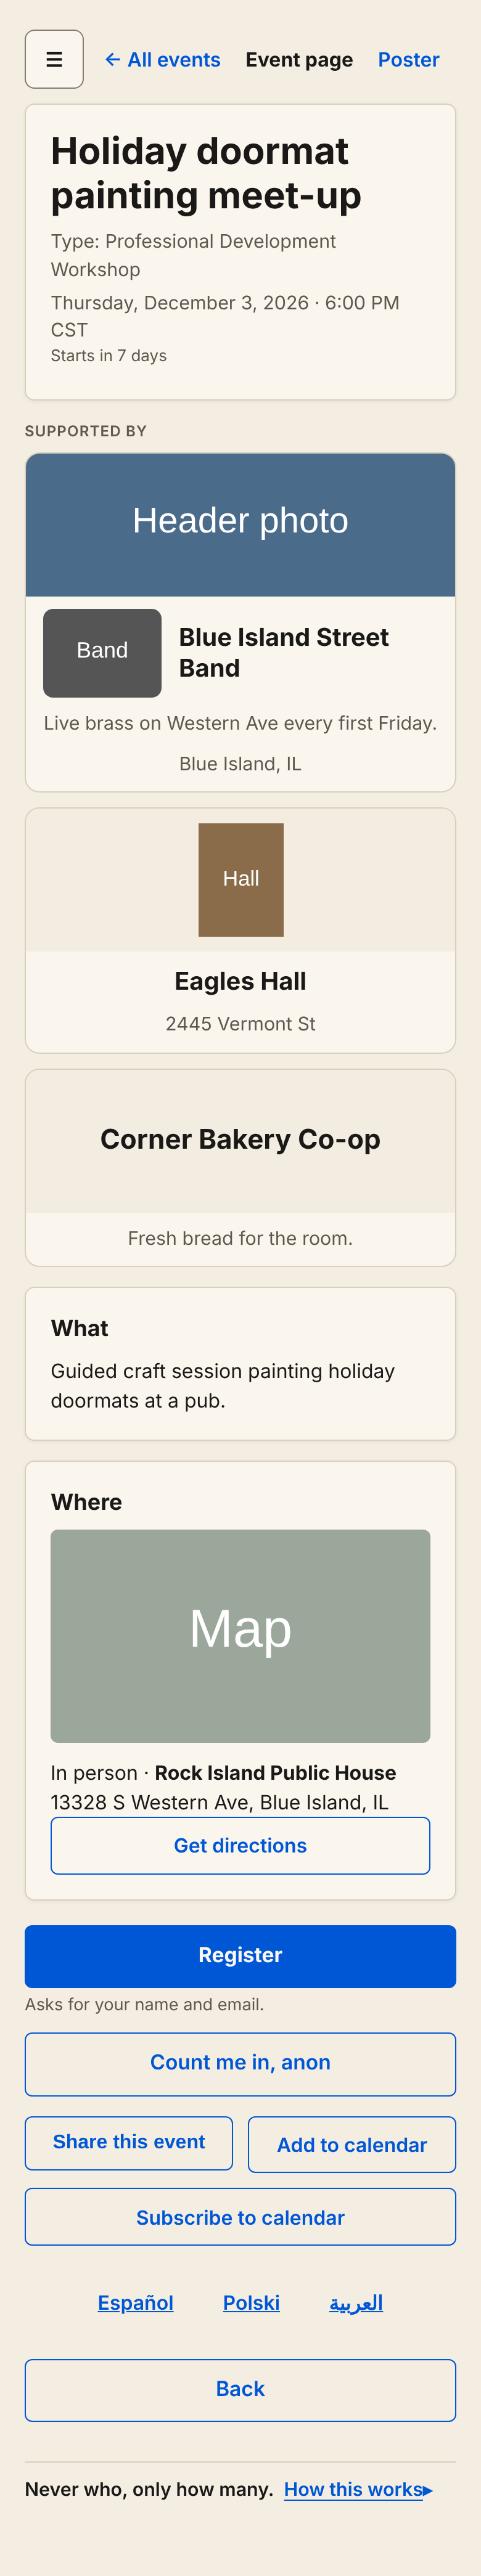 ☰ ← All events Event page Poster
Holiday doormat
painting meet-up
Type: Professional Development
Workshop
Thursday, December 3, 2026 · 6:00 PM
CST
Starts in 7 days
SUPPORTED BY
Header photo
Band
Blue Island Street
Band
Live brass on Western Ave every first Friday.
Blue Island, IL
Hall
Eagles Hall
2445 Vermont St
Corner Bakery Co-op
Fresh bread for the room.
What
Guided craft session painting holiday
doormats at a pub.
Where
Map
In person · Rock Island Public House
13328 S Western Ave, Blue Island, IL
Get directions
Register
Asks for your name and email.
Count me in, anon
Share this event Add to calendar
Subscribe to calendar
Español Polski العربية
Back
Never who, only how many. How this works▸